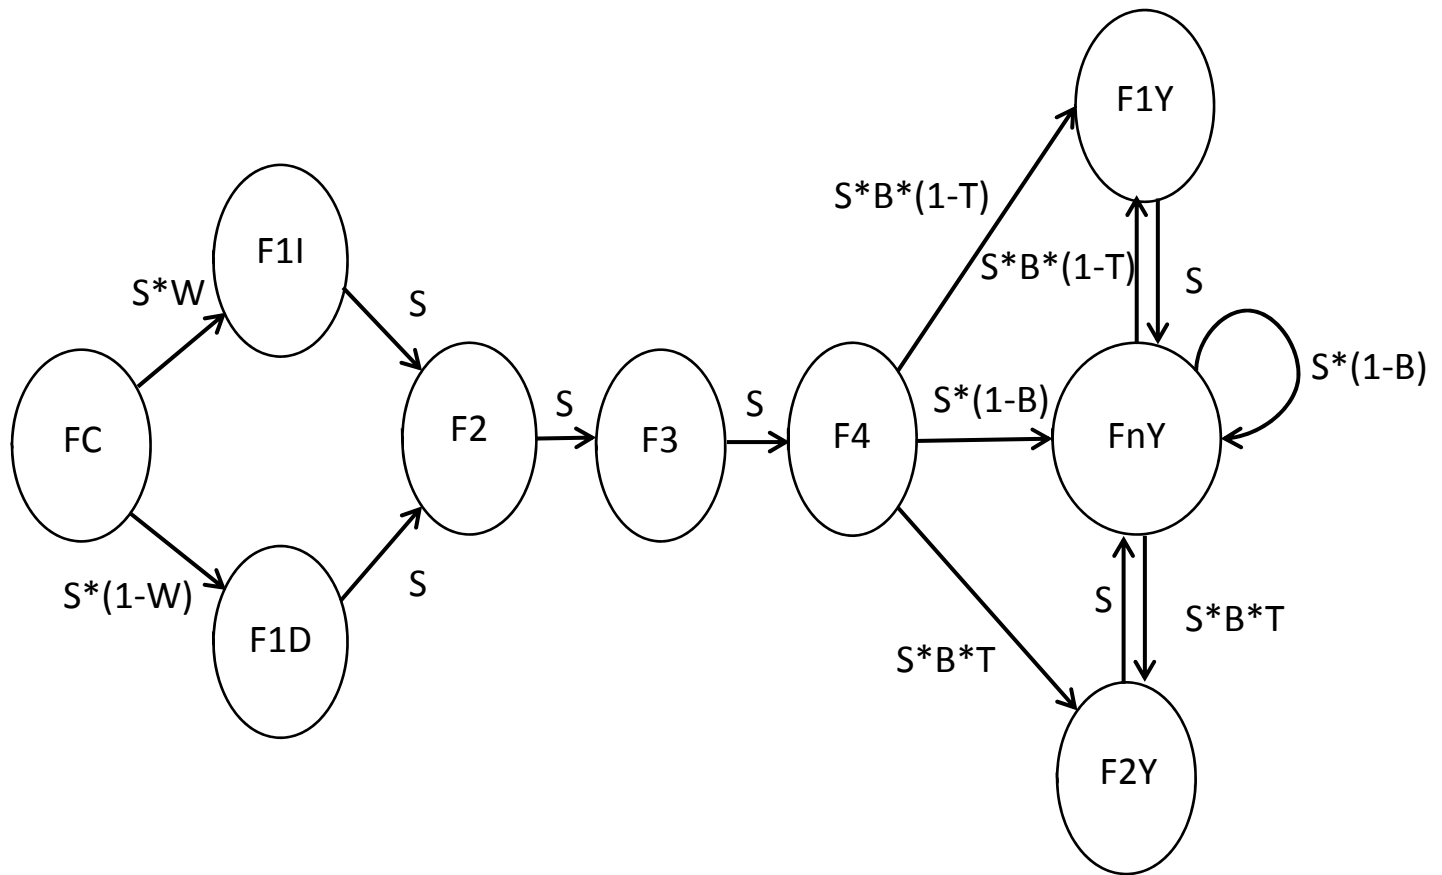 F1Y
S*B*(1-T)
F1I
S*B*(1-T)
S
S*W
S
S*(1-B)
S*(1-B)
S
S
FC
F2
F3
F4
FnY
S*(1-W)
S
S
S*B*T
F1D
S*B*T
F2Y